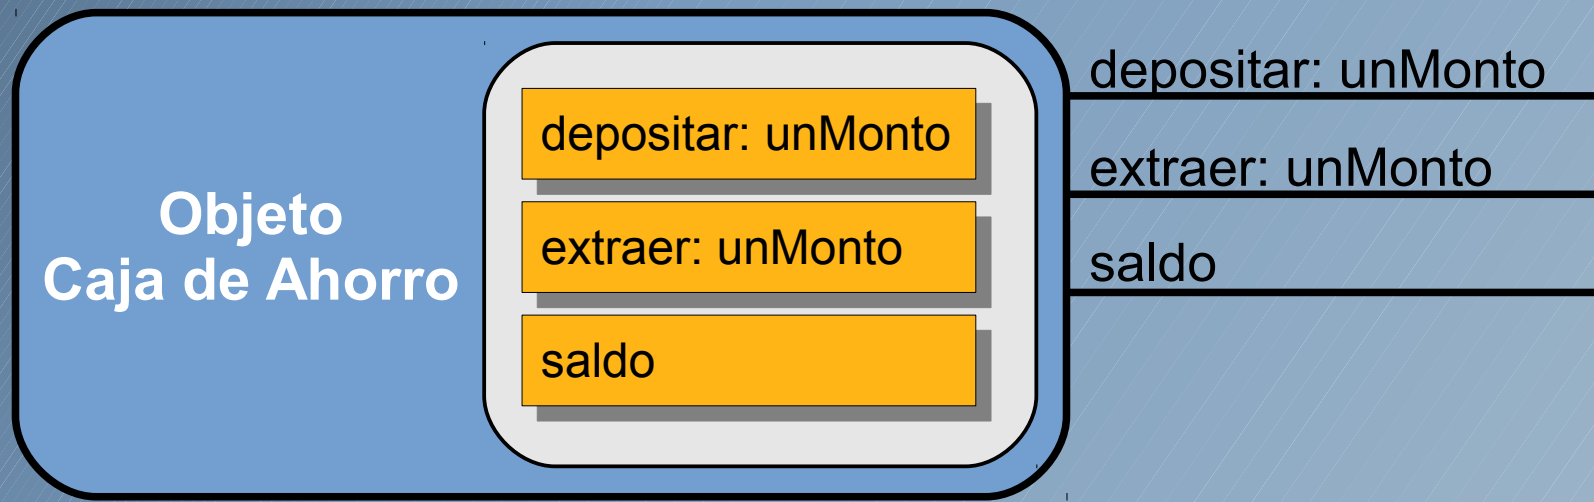 Objeto
Caja de Ahorro
depositar: unMonto
extraer: unMonto
saldo
depositar: unMonto
extraer: unMonto
saldo